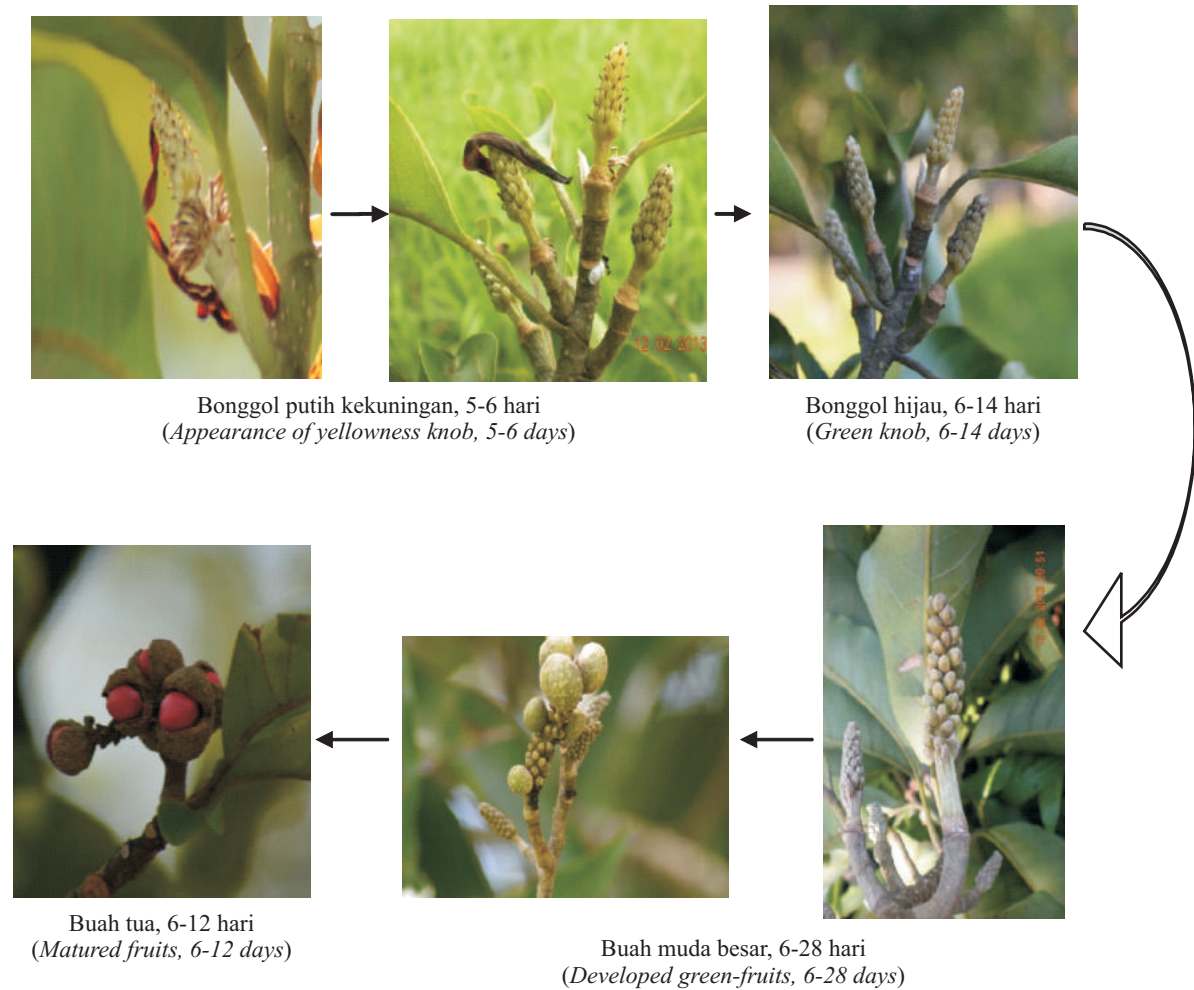 12 02 2013
Bonggol putih kekuningan, 5-6 hari
(Appearance of yellowness knob, 5-6 days)
Bonggol hijau, 6-14 hari
(Green knob, 6-14 days)
Buah tua, 6-12 hari
(Matured fruits, 6-12 days)
Buah muda besar, 6-28 hari
(Developed green-fruits, 6-28 days)